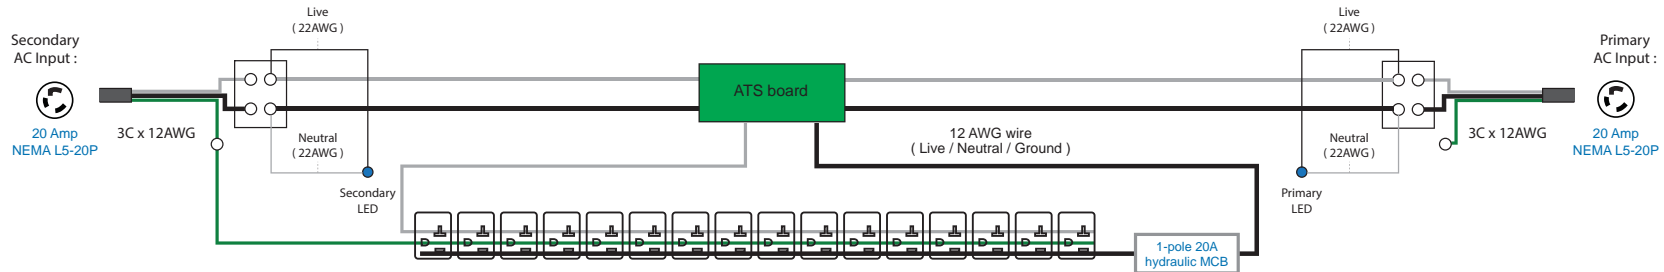 Secondary
AC Input :
20 Amp
NEMA L5-20P
3C x 12AWG
Live
( 22AWG )
Neutral
( 22AWG )
Secondary
LED
ATS board
12 AWG wire
( Live / Neutral / Ground )
1-pole 20A
hydraulic MCB
Live
( 22AWG )
Neutral
( 22AWG )
Primary
LED
3C x 12AWG
Primary
AC Input :
20 Amp
NEMA L5-20P